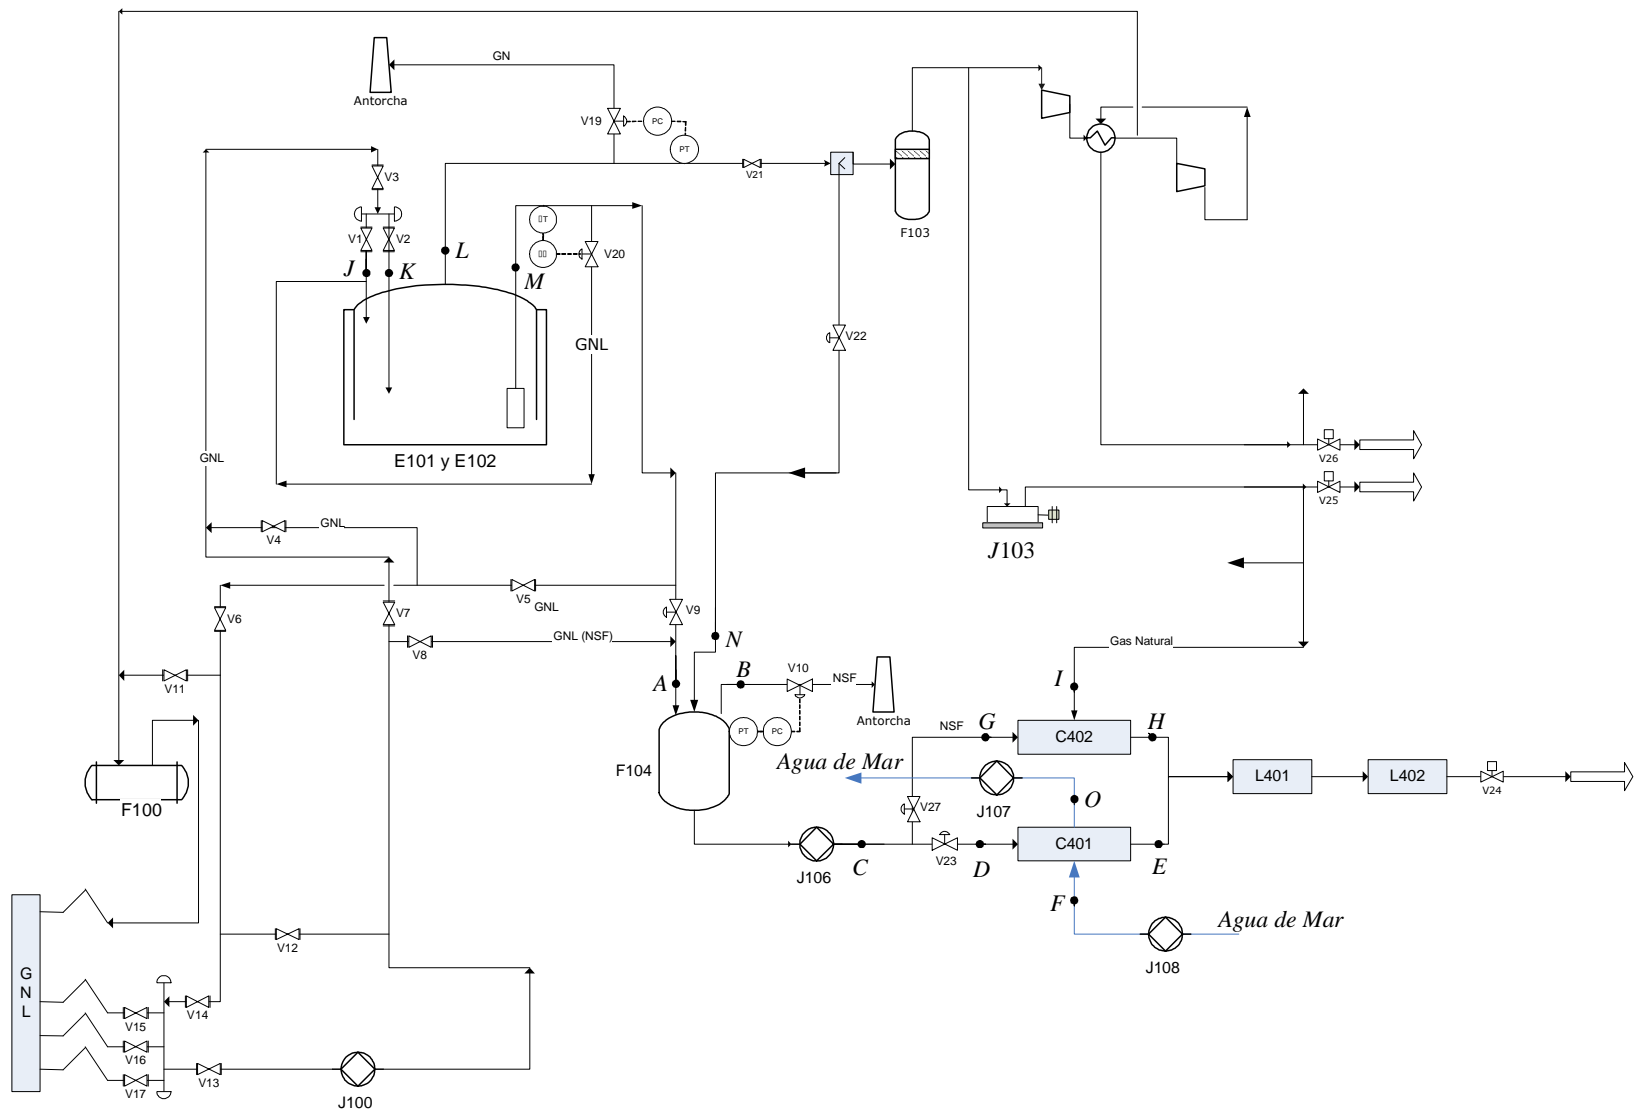 GN
Antorcha
V19
PC
PT
V3
V21
F103
V1
V2
T
V20
L
J
K
M
V22
GNL
E101 y E102
GNL
V26
V25
J103
V4
GNL
V5
GNL
V6
V7
V9
V8
GNL (NSF)
N
Gas Natural
V11
A
B
V10
NSF
I
Antorcha
PT
PC
NSF
G
C402
H
F104
Agua de Mar
F100
J107
O
V27
L401
L402
V24
J106
C
V23
D
C401
E
F
Agua de Mar
J108
V12
G
N
L
V14
V15
V16
V13
V17
J100